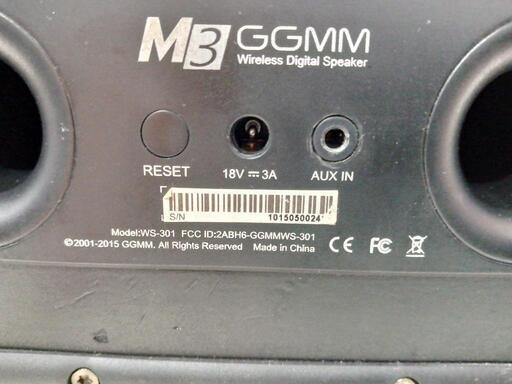 M3 GGMM
Wireless Digital Speaker
RESET 18V⎓3A AUX IN
S/N 1015050024
Model:WS-301 FCC ID:2ABH6-GGMMWS-301
©2001-2015 GGMM. All Rights Reserved Made in China CE FC